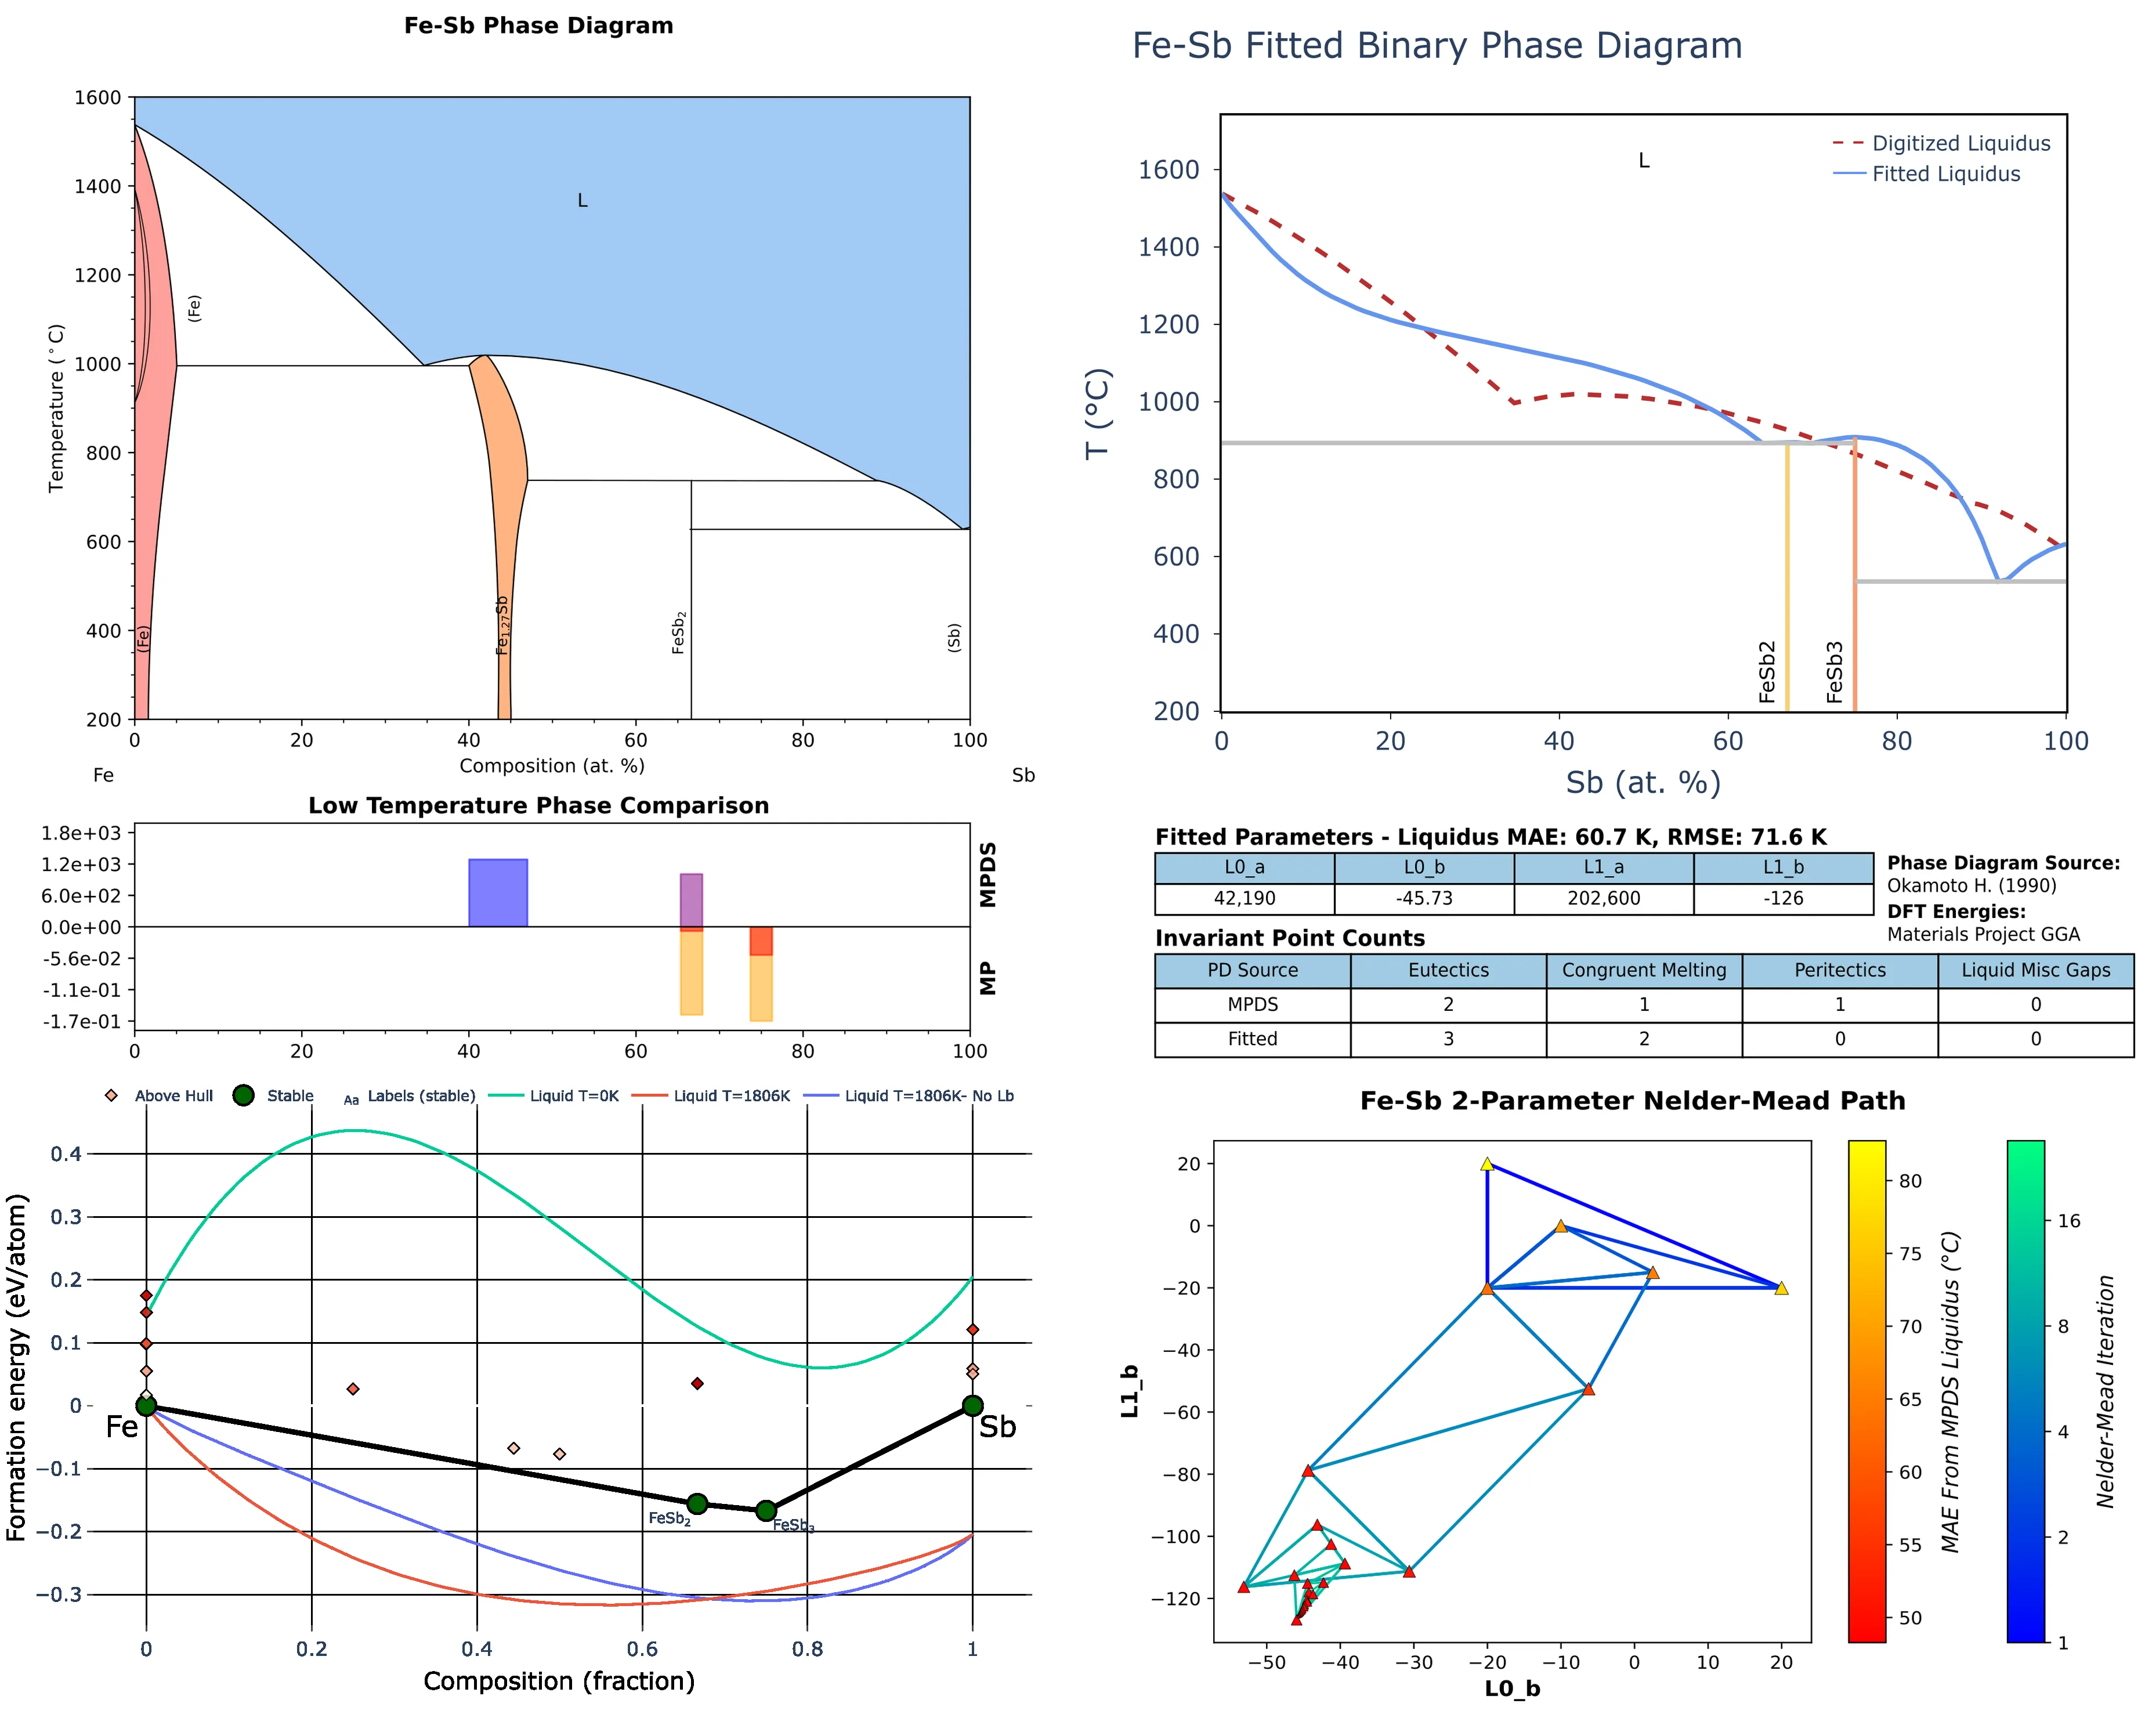 Fe-Sb Phase Diagram
1600
1400
1200
1000
800
600
400
200
Temperature (°C)
L
(Fe)
(Fe)
Fe1.27Sb
FeSb2
(Sb)
0 20 40 60 80 100
Composition (at. %)
Fe Sb
Fe-Sb Fitted Binary Phase Diagram
1600
1400
1200
1000
800
600
400
200
T (°C)
L
Digitized Liquidus
Fitted Liquidus
FeSb2
FeSb3
0 20 40 60 80 100
Sb (at. %)
Low Temperature Phase Comparison
1.8e+03
1.2e+03
6.0e+02
0.0e+00
-5.6e-02
-1.1e-01
-1.7e-01
MPDS
MP
0 20 40 60 80 100
Fitted Parameters - Liquidus MAE: 60.7 K, RMSE: 71.6 K
L0_a L0_b L1_a L1_b
42,190 -45.73 202,600 -126
Phase Diagram Source:
Okamoto H. (1990)
DFT Energies:
Materials Project GGA
Invariant Point Counts
PD Source Eutectics Congruent Melting Peritectics Liquid Misc Gaps
MPDS 2 1 1 0
Fitted 3 2 0 0
Above Hull Stable Aa Labels (stable) Liquid T=0K Liquid T=1806K Liquid T=1806K- No Lb
0.4
0.3
0.2
0.1
0
−0.1
−0.2
−0.3
Formation energy (eV/atom)
Fe
Sb
FeSb2
FeSb3
0 0.2 0.4 0.6 0.8 1
Composition (fraction)
Fe-Sb 2-Parameter Nelder-Mead Path
20
0
−20
−40
−60
−80
−100
−120
L1_b
−50 −40 −30 −20 −10 0 10 20
L0_b
80
75
70
65
60
55
50
MAE From MPDS Liquidus (°C)
16
8
4
2
1
Nelder-Mead Iteration